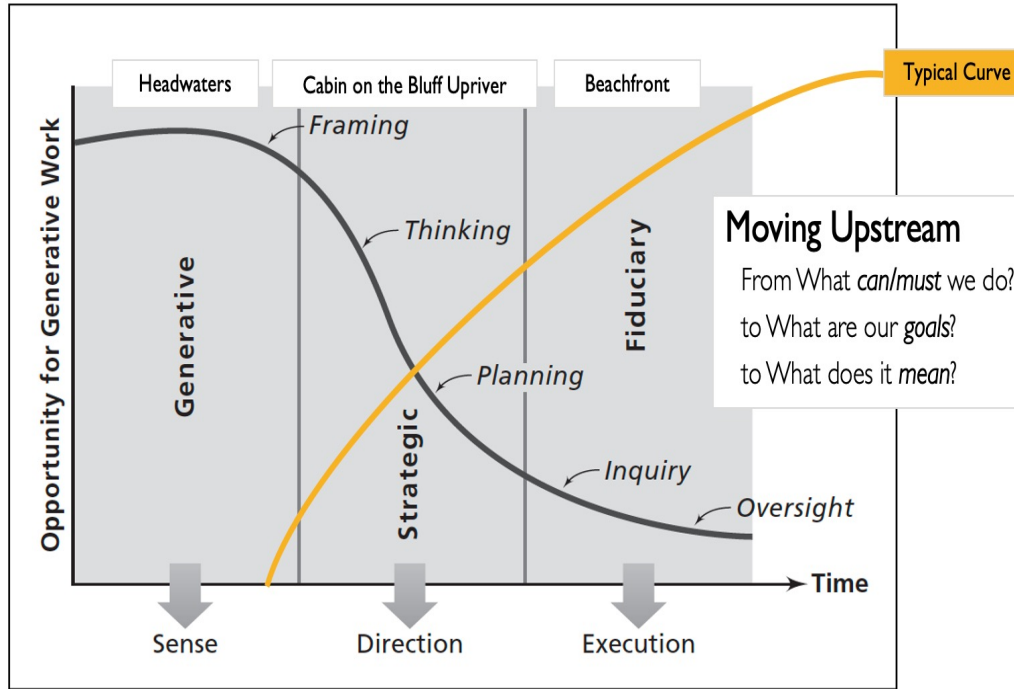 Headwaters
Cabin on the Bluff Upriver
Beachfront
Typical Curve
Opportunity for Generative Work
Framing
Thinking
Planning
Inquiry
Oversight
Generative
Strategic
Fiduciary
Moving Upstream
From What can/must we do?
to What are our goals?
to What does it mean?
Time
Sense
Direction
Execution